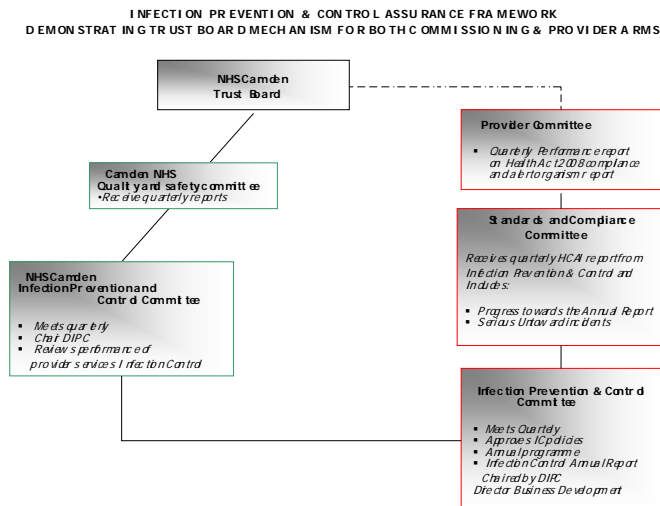 INFECTION PREVENTION & CONTROL ASSURANCE FRAMEWORK
DEMONSTRATING TRUST BOARD MECHANISM FOR BOTH COMMISSIONING & PROVIDER ARMS
NHS Camden
Trust Board
Provider Committee
▪ Quarterly Performance report
on Health Act 2008 compliance
and alert organism report
Camden NHS
Quality and safety committee
•Receive quarterly reports
Standards and Compliance
Committee
Receives quarterly HCAI report from
Infection Prevention & Control and
Includes:
▪ Progress towards the Annual Report
▪ Serious Untoward incidents
NHS Camden
Infection Prevention and
Control Committee
▪ Meets quarterly
▪ Chair DIPC
▪ Reviews performance of
provider services Infection Control
Infection Prevention & Control
Committee
▪ Meets Quartely
▪ Approves IC policies
▪ Annual programme
▪ Infection Control Annual Report
Chaired by DIPC
Director Business Development